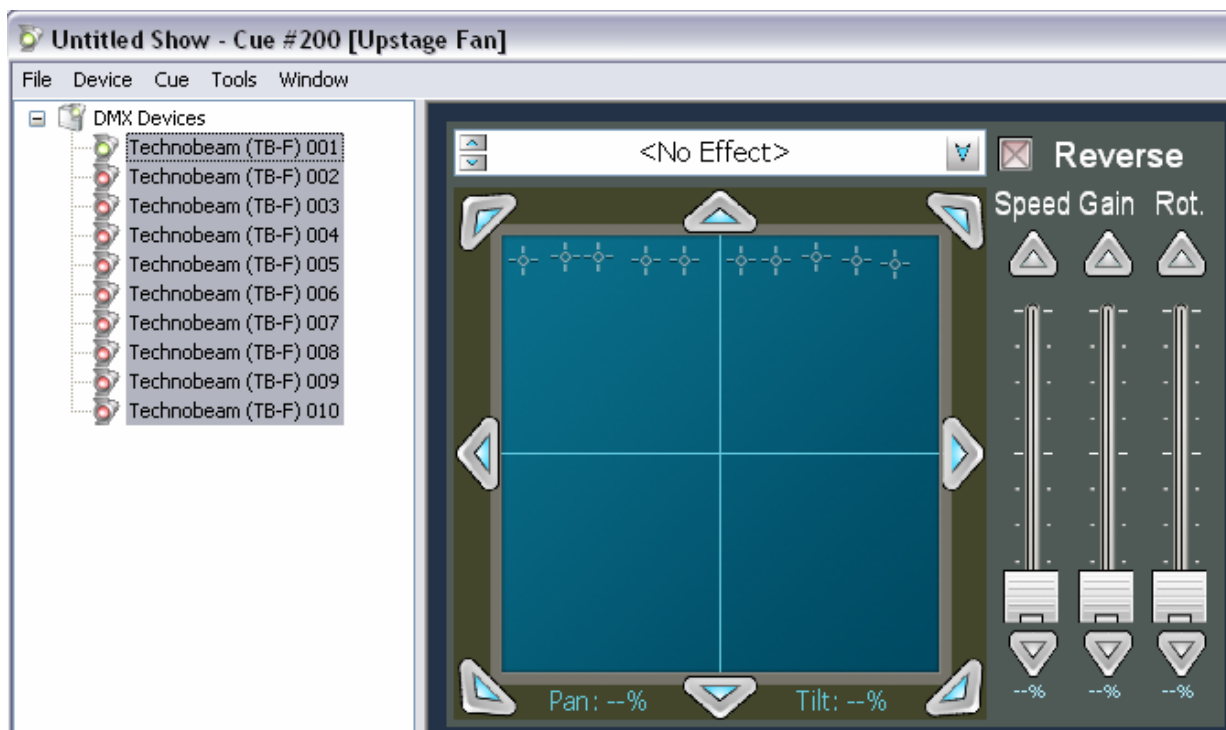 Untitled Show - Cue #200 [Upstage Fan]
File Device Cue Tools Window
DMX Devices
Technobeam (TB-F) 001
Technobeam (TB-F) 002
Technobeam (TB-F) 003
Technobeam (TB-F) 004
Technobeam (TB-F) 005
Technobeam (TB-F) 006
Technobeam (TB-F) 007
Technobeam (TB-F) 008
Technobeam (TB-F) 009
Technobeam (TB-F) 010
<No Effect>
Reverse
Speed Gain Rot.
Pan: --% Tilt: --%
--% --% --%